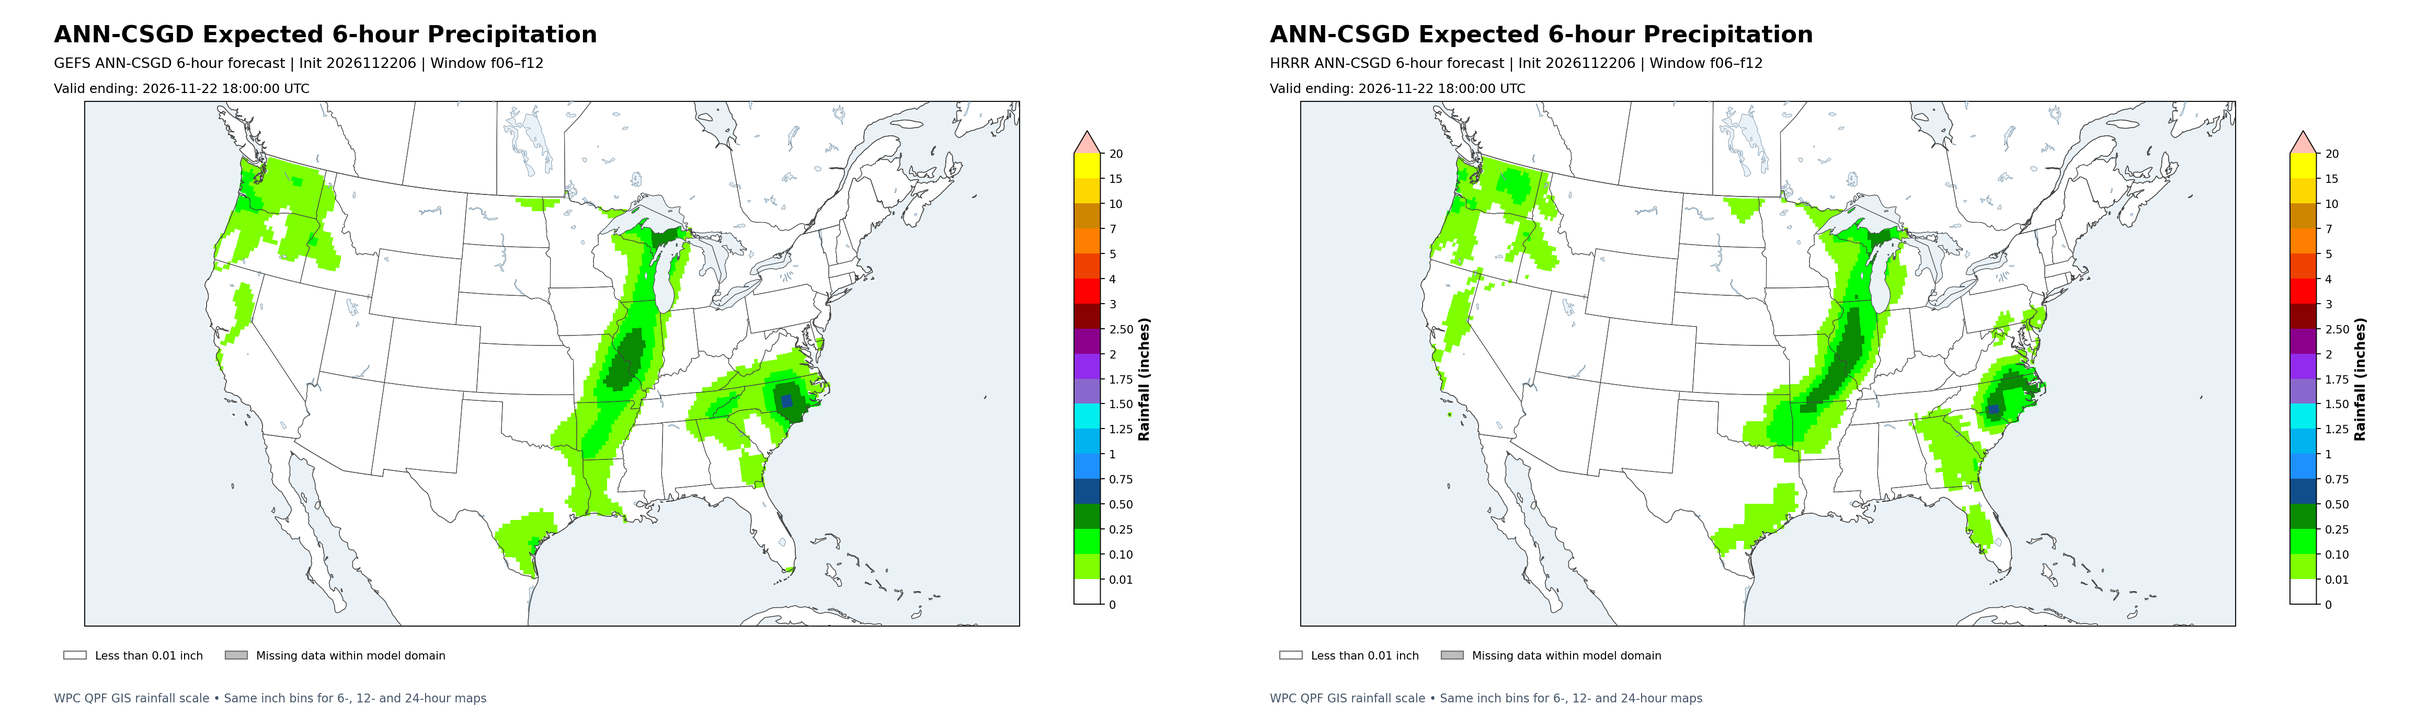 ANN-CSGD Expected 6-hour Precipitation
GEFS ANN-CSGD 6-hour forecast | Init 2026112206 | Window f06–f12
Valid ending: 2026-11-22 18:00:00 UTC
20
15
10
7
5
4
3
2.50
2
1.75
1.50
1.25
1
0.75
0.50
0.25
0.10
0.01
0
Rainfall (inches)
Less than 0.01 inch
Missing data within model domain
WPC QPF GIS rainfall scale • Same inch bins for 6-, 12- and 24-hour maps
ANN-CSGD Expected 6-hour Precipitation
HRRR ANN-CSGD 6-hour forecast | Init 2026112206 | Window f06–f12
Valid ending: 2026-11-22 18:00:00 UTC
20
15
10
7
5
4
3
2.50
2
1.75
1.50
1.25
1
0.75
0.50
0.25
0.10
0.01
0
Rainfall (inches)
Less than 0.01 inch
Missing data within model domain
WPC QPF GIS rainfall scale • Same inch bins for 6-, 12- and 24-hour maps